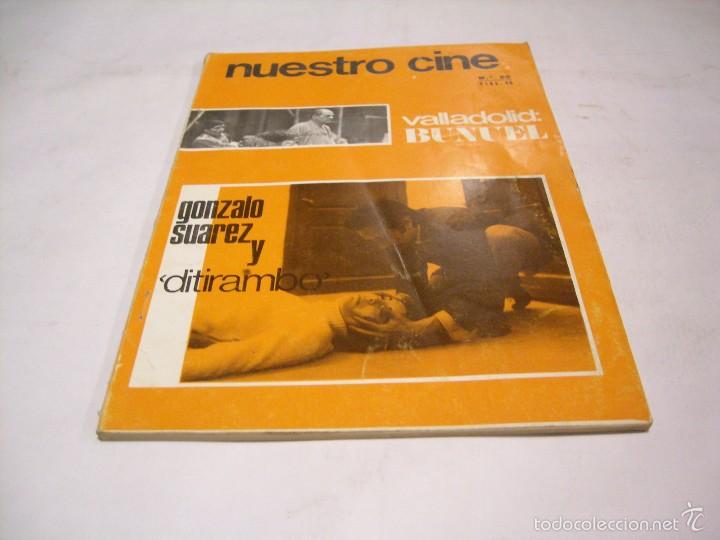 nuestro cine
valladolid:
BUÑUEL
gonzalo
suarez
y
‹ditirambo›
todocoleccion.net